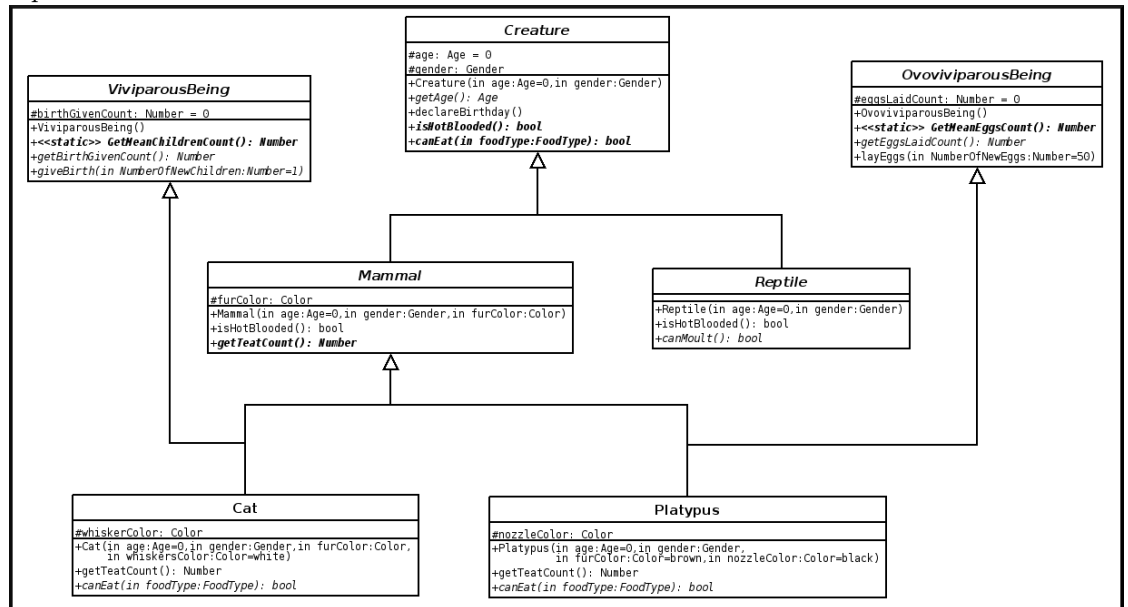 Creature
#age: Age = 0
#gender: Gender
+Creature(in age:Age=0,in gender:Gender)
+getAge(): Age
+declareBirthday()
+isHotBlooded(): bool
+canEat(in foodType:FoodType): bool
ViviparousBeing
#birthGivenCount: Number = 0
+ViviparousBeing()
+<<static>> GetMeanChildrenCount(): Number
+getBirthGivenCount(): Number
+giveBirth(in NumberOfNewChildren:Number=1)
OvoviviparousBeing
#eggsLaidCount: Number = 0
+OvoviviparousBeing()
+<<static>> GetMeanEggsCount(): Number
+getEggsLaidCount(): Number
+layEggs(in NumberOfNewEggs:Number=50)
Mammal
#furColor: Color
+Mammal(in age:Age=0,in gender:Gender,in furColor:Color)
+isHotBlooded(): bool
+getTeatCount(): Number
Reptile
+Reptile(in age:Age=0,in gender:Gender)
+isHotBlooded(): bool
+canMoult(): bool
Cat
#whiskerColor: Color
+Cat(in age:Age=0,in gender:Gender,in furColor:Color,
in whiskersColor:Color=white)
+getTeatCount(): Number
+canEat(in foodType:FoodType): bool
Platypus
#nozzleColor: Color
+Platypus(in age:Age=0,in gender:Gender,
in furColor:Color=brown,in nozzleColor:Color=black)
+getTeatCount(): Number
+canEat(in foodType:FoodType): bool